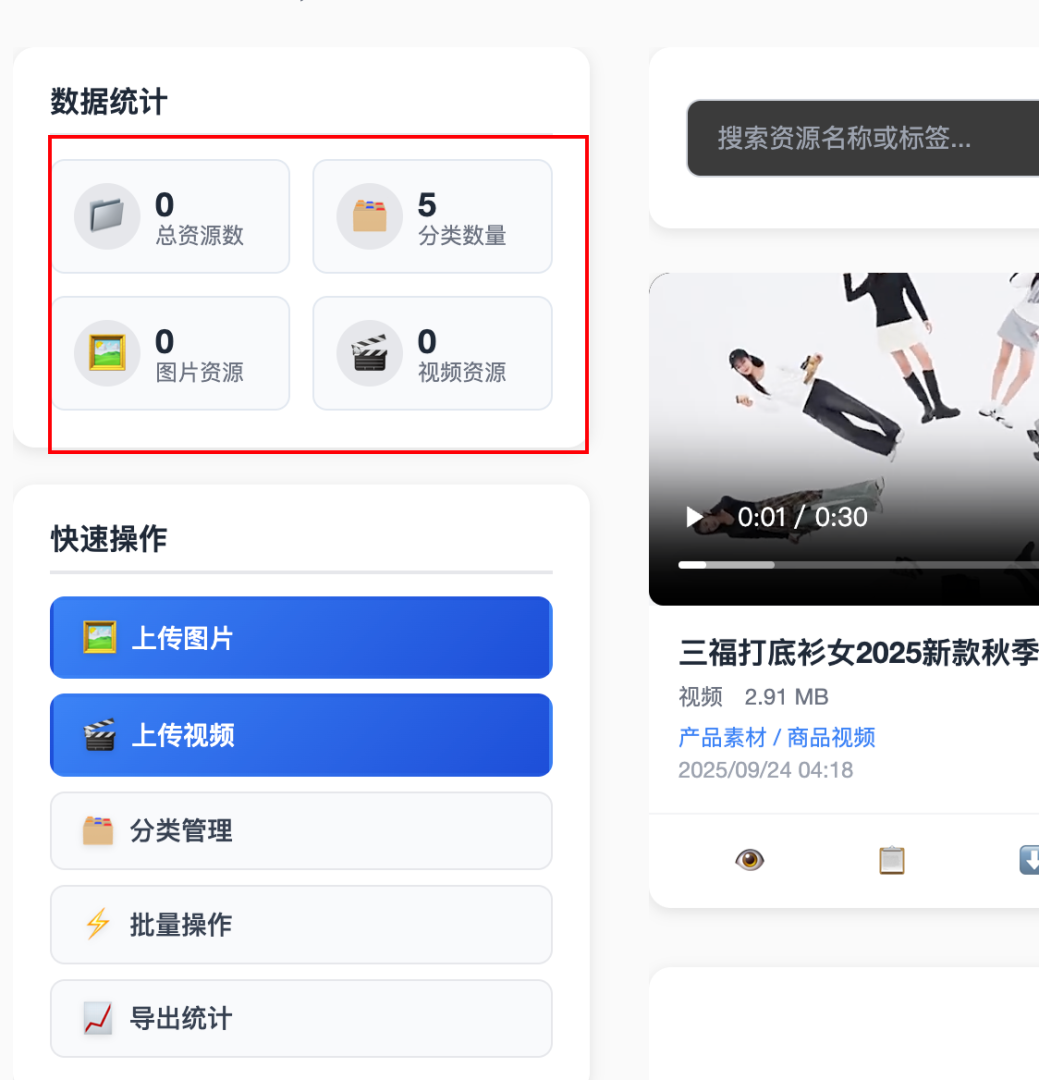 数据统计
0
总资源数
5
分类数量
0
图片资源
0
视频资源
快速操作
上传图片
上传视频
分类管理
批量操作
导出统计
搜索资源名称或标签...
0:01 / 0:30
三福打底衫女2025新款秋季
视频 2.91 MB
产品素材 / 商品视频
2025/09/24 04:18